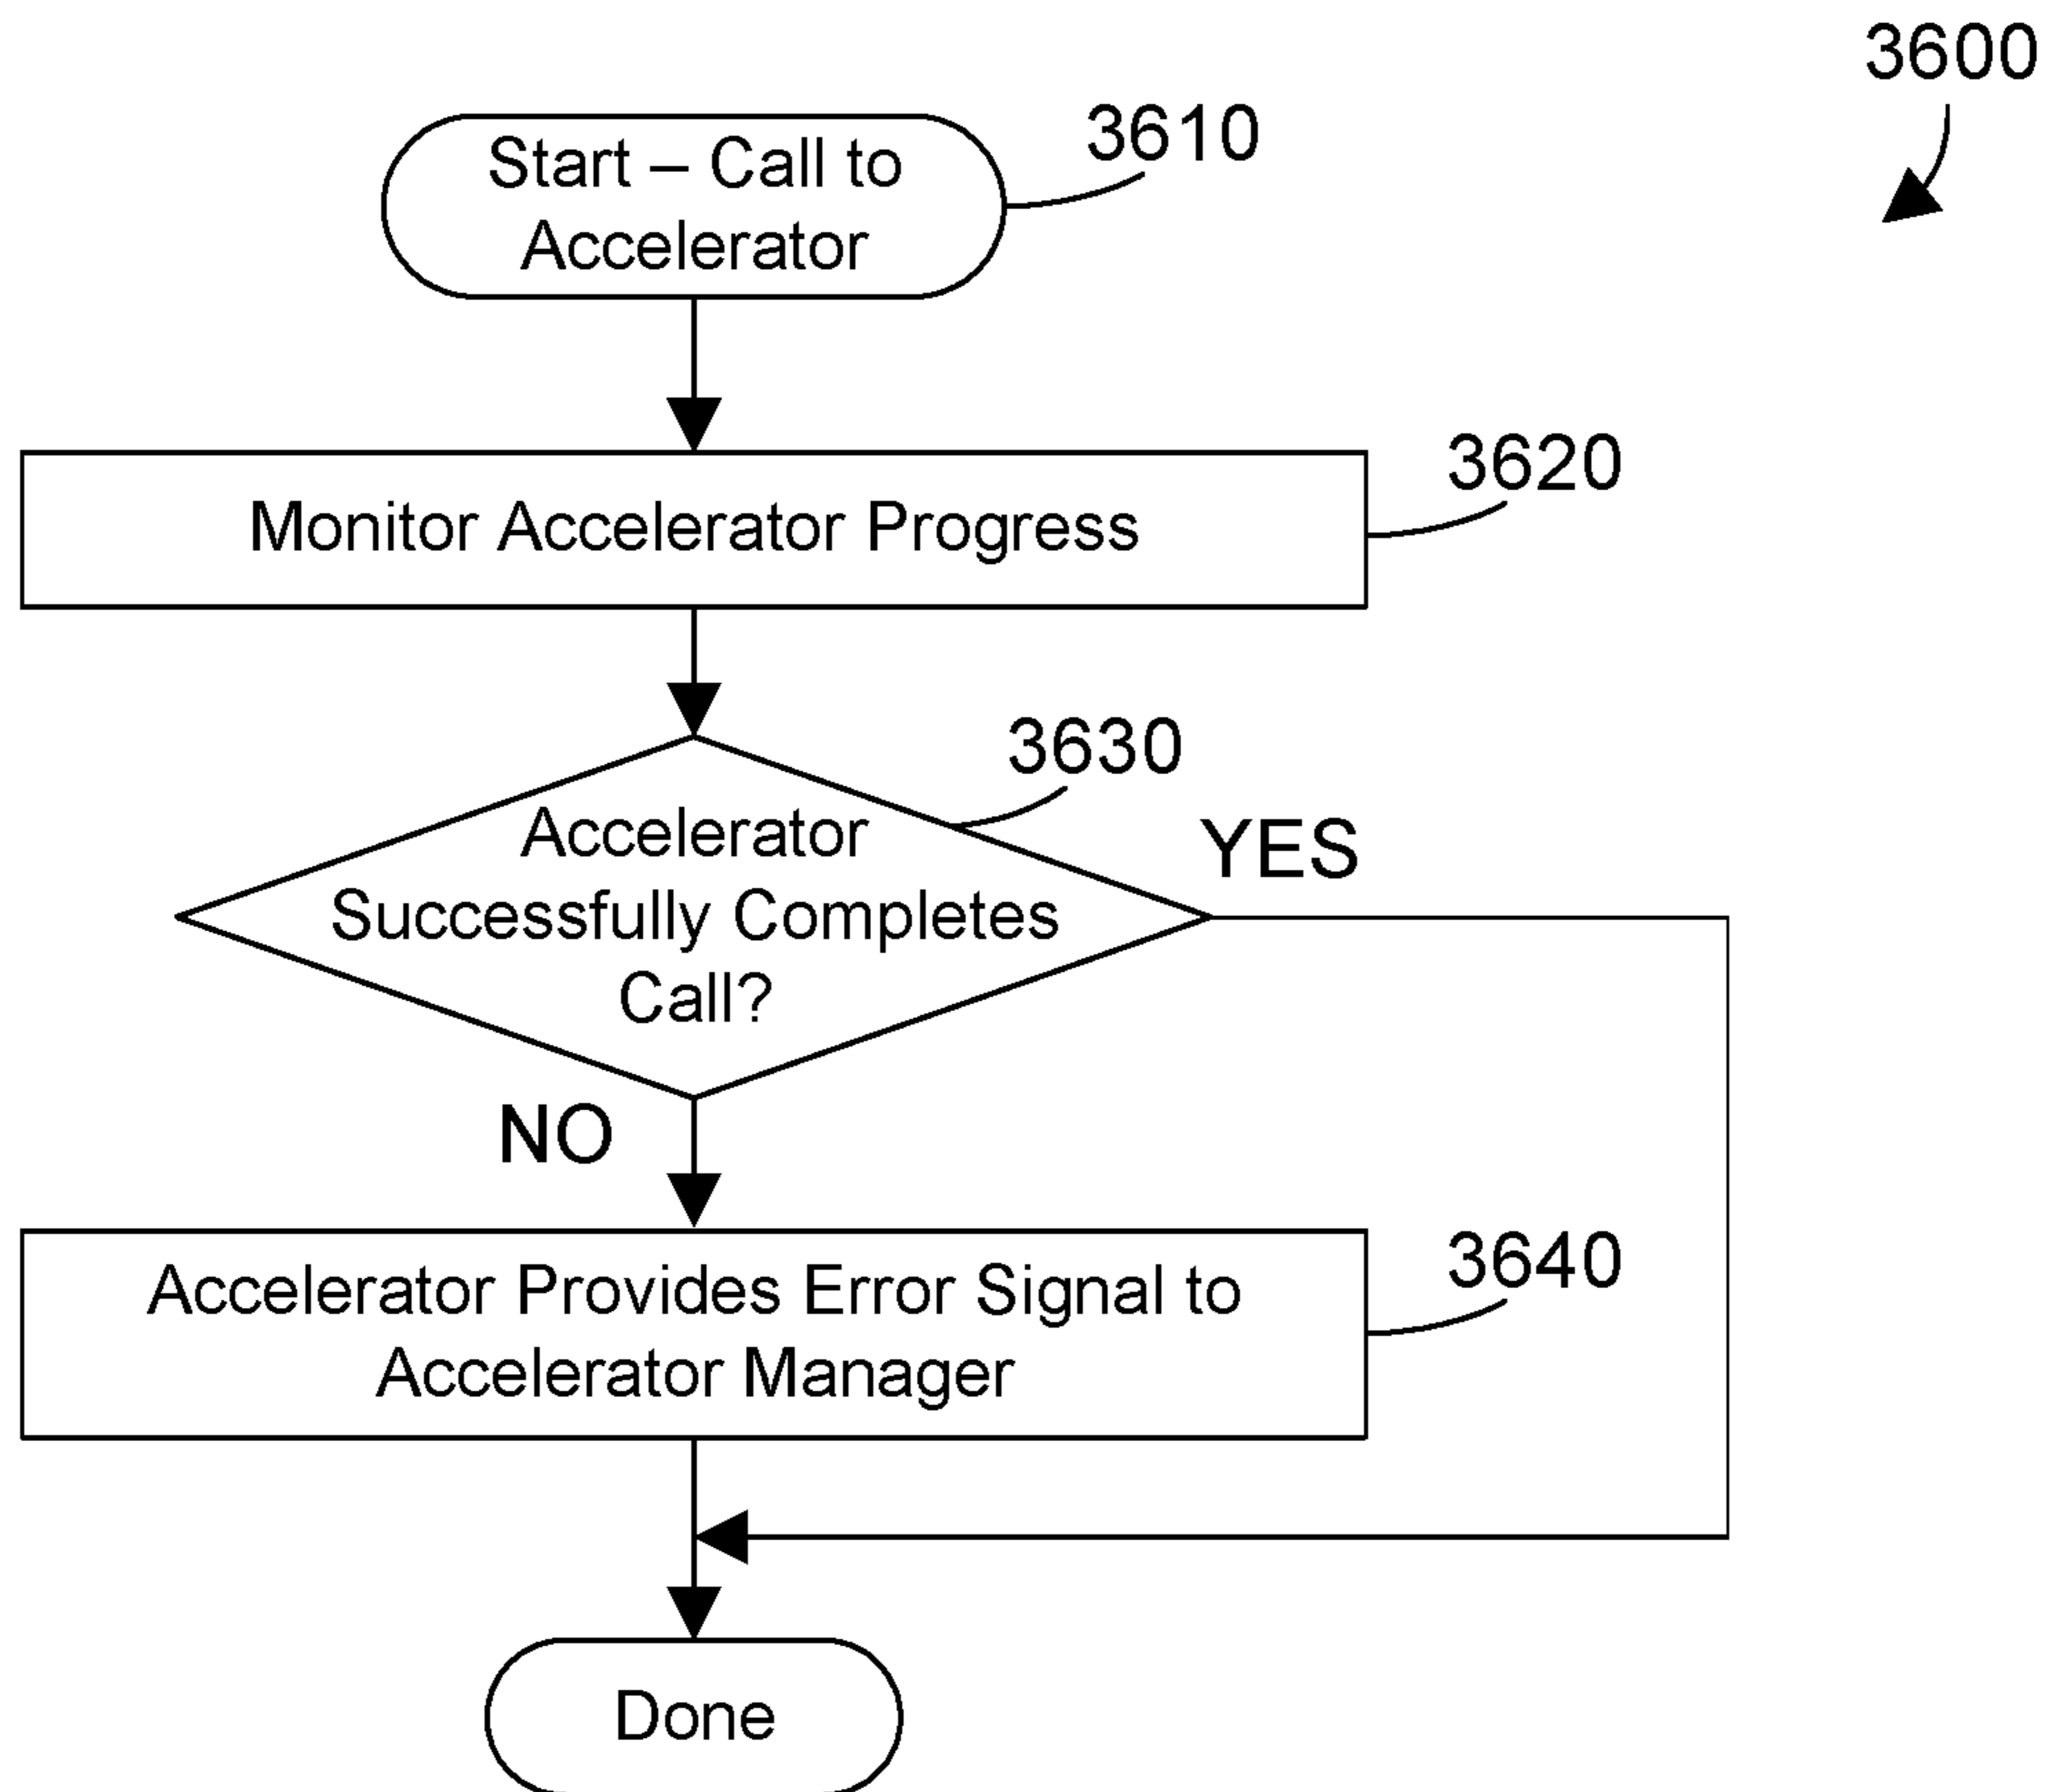 3600
Start – Call to
Accelerator
3610
Monitor Accelerator Progress
3620
3630
Accelerator
Successfully Completes
Call?
YES
NO
Accelerator Provides Error Signal to
Accelerator Manager
3640
Done